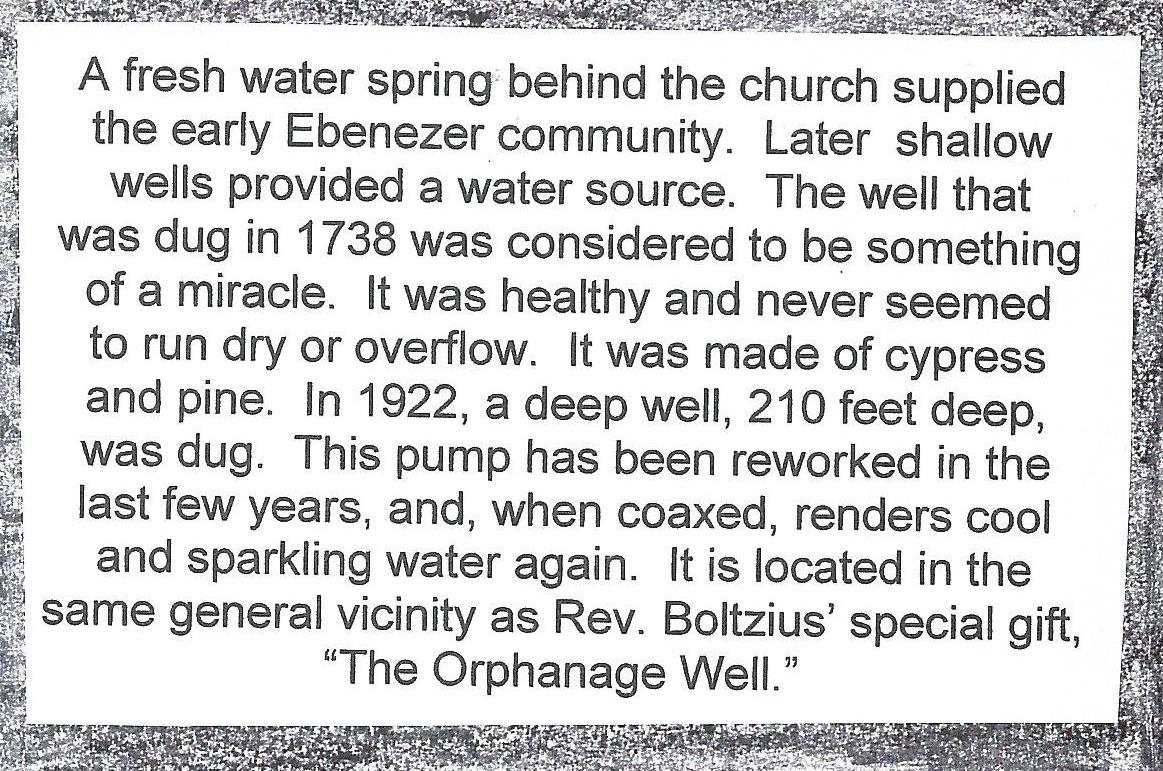 A fresh water spring behind the church supplied
the early Ebenezer community.  Later  shallow
wells provided a water source.  The well that
was dug in 1738 was considered to be something
of a miracle.  It was healthy and never seemed
to run dry or overflow.  It was made of cypress
and pine.  In 1922, a deep well, 210 feet deep,
was dug.  This pump has been reworked in the
last few years, and, when coaxed, renders cool
and sparkling water again.  It is located in the
same general vicinity as Rev. Boltzius’ special gift,
“The Orphanage Well.”